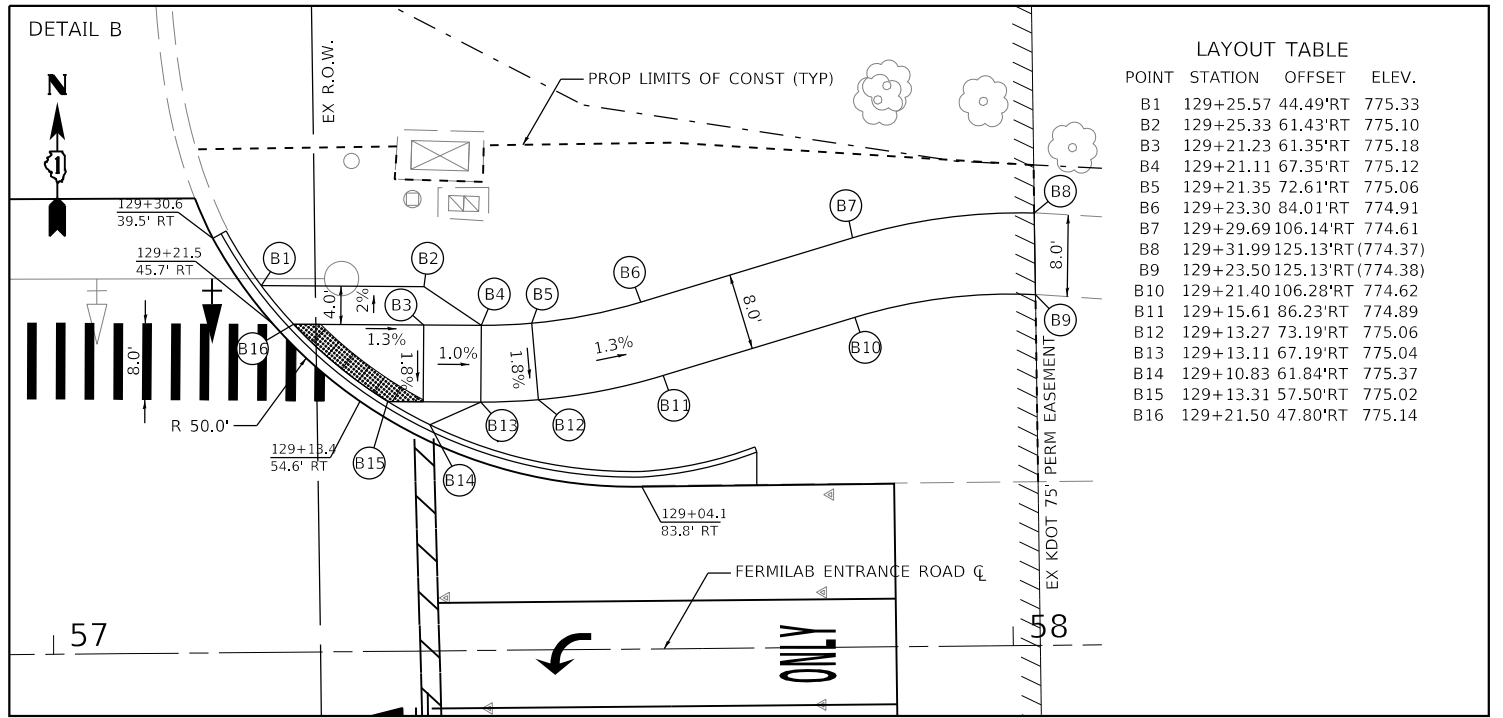 DETAIL B
N
1
EX R.O.W.
PROP LIMITS OF CONST (TYP)
129+30.6
39.5' RT
129+21.5
45.7' RT
B1
B2
B3
B4
B5
B6
B7
B8
8.0'
4.0'
2%
1.3%
1.8%
1.0%
1.8%
1.3%
8.0'
8.0'
B16
R 50.0'
129+13.4
54.6' RT
B15
B14
B13
B12
B11
B10
B9
129+04.1
83.8' RT
EX KDOT 75' PERM EASEMENT
FERMILAB ENTRANCE ROAD ℄
57
58
ONLY
LAYOUT TABLE
POINT STATION OFFSET ELEV.
B1 129+25.57 44.49'RT 775.33
B2 129+25.33 61.43'RT 775.10
B3 129+21.23 61.35'RT 775.18
B4 129+21.11 67.35'RT 775.12
B5 129+21.35 72.61'RT 775.06
B6 129+23.30 84.01'RT 774.91
B7 129+29.69 106.14'RT 774.61
B8 129+31.99 125.13'RT (774.37)
B9 129+23.50 125.13'RT (774.38)
B10 129+21.40 106.28'RT 774.62
B11 129+15.61 86.23'RT 774.89
B12 129+13.27 73.19'RT 775.06
B13 129+13.11 67.19'RT 775.04
B14 129+10.83 61.84'RT 775.37
B15 129+13.31 57.50'RT 775.02
B16 129+21.50 47.80'RT 775.14